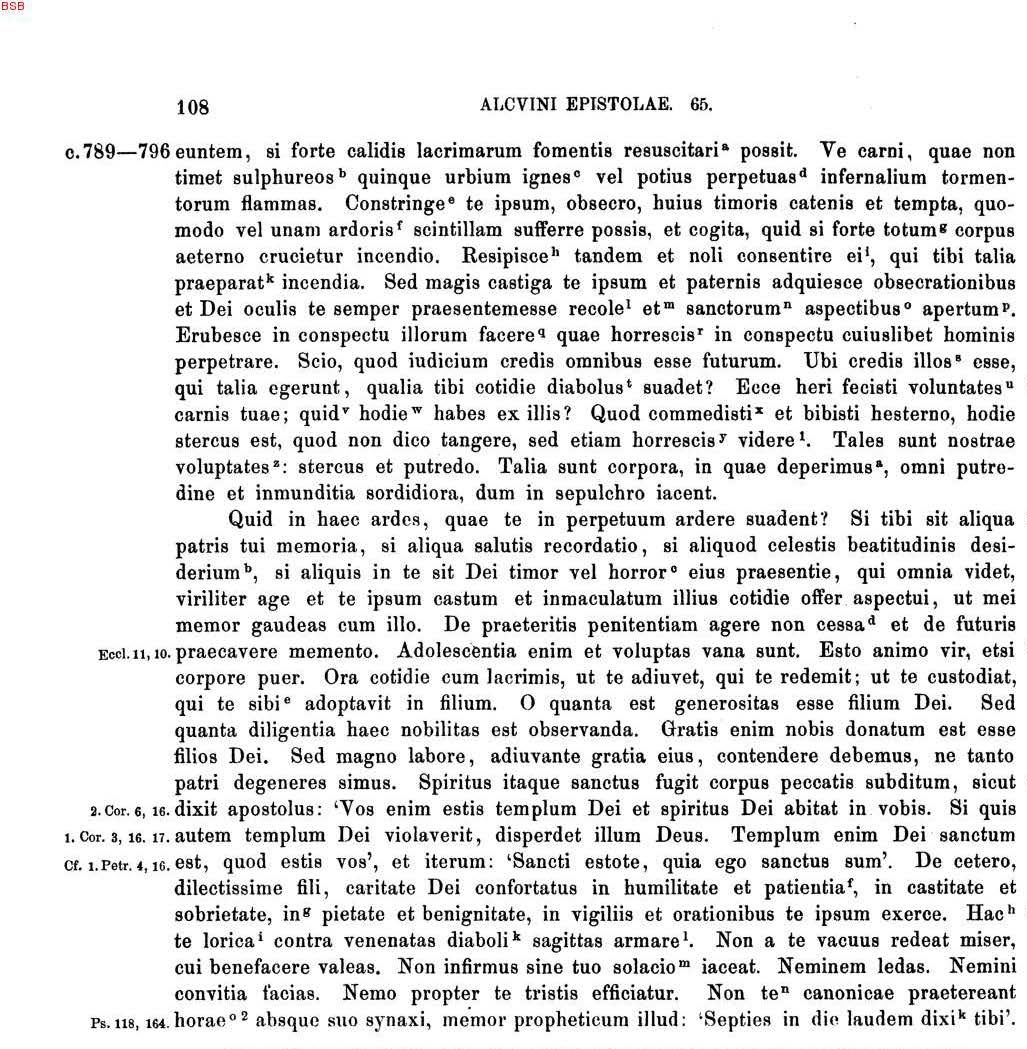 BSB
108 ALCVINI EPISTOLAE. 65.
c. 789—796 euntem, si forte calidis lacrimarum fomentis resuscitari ᵃ possit. Ve carni, quae non
timet sulphureos ᵇ quinque urbium ignes ᶜ vel potius perpetuas ᵈ infernalium tormen-
torum flammas. Constringe ᵉ te ipsum, obsecro, huius timoris catenis et tempta, quo-
modo vel unam ardoris ᶠ scintillam sufferre possis, et cogita, quid si forte totum ᵍ corpus
aeterno crucietur incendio. Resipisce ʰ tandem et noli consentire ei ⁱ, qui tibi talia
praeparat ᵏ incendia. Sed magis castiga te ipsum et paternis adquiesce obsecrationibus
et Dei oculis te semper praesentemesse recole ˡ et ᵐ sanctorum ⁿ aspectibus ᵒ apertum ᵖ.
Erubesce in conspectu illorum facere q quae horrescis ʳ in conspectu cuiuslibet hominis
perpetrare. Scio, quod iudicium credis omnibus esse futurum. Ubi credis illos ˢ esse,
qui talia egerunt, qualia tibi cotidie diabolus ᵗ suadet? Ecce heri fecisti voluntates ᵘ
carnis tuae; quid ᵛ hodie ʷ habes ex illis? Quod commedisti ˣ et bibisti hesterno, hodie
stercus est, quod non dico tangere, sed etiam horrescis ʸ videre ¹. Tales sunt nostrae
voluptates ᶻ: stercus et putredo. Talia sunt corpora, in quae deperimus ᵃ, omni putre-
dine et inmunditia sordidiora, dum in sepulchro iacent.
Quid in haec ardes, quae te in perpetuum ardere suadent? Si tibi sit aliqua
patris tui memoria, si aliqua salutis recordatio, si aliquod celestis beatitudinis desi-
derium ᵇ, si aliquis in te sit Dei timor vel horror ᶜ eius praesentie, qui omnia videt,
viriliter age et te ipsum castum et inmaculatum illius cotidie offer aspectui, ut mei
memor gaudeas cum illo. De praeteritis penitentiam agere non cessa ᵈ et de futuris
Eccl. 11, 10. praecavere memento. Adolescentia enim et voluptas vana sunt. Esto animo vir, etsi
corpore puer. Ora cotidie cum lacrimis, ut te adiuvet, qui te redemit; ut te custodiat,
qui te sibi ᵉ adoptavit in filium. O quanta est generositas esse filium Dei. Sed
quanta diligentia haec nobilitas est observanda. Gratis enim nobis donatum est esse
filios Dei. Sed magno labore, adiuvante gratia eius, contendere debemus, ne tanto
patri degeneres simus. Spiritus itaque sanctus fugit corpus peccatis subditum, sicut
2. Cor. 6, 16. dixit apostolus: ‘Vos enim estis templum Dei et spiritus Dei abitat in vobis. Si quis
1. Cor. 3, 16. 17. autem templum Dei violaverit, disperdet illum Deus. Templum enim Dei sanctum
Cf. 1. Petr. 4, 16. est, quod estis vos’, et iterum: ‘Sancti estote, quia ego sanctus sum’. De cetero,
dilectissime fili, caritate Dei confortatus in humilitate et patientia ᶠ, in castitate et
sobrietate, in ᵍ pietate et benignitate, in vigiliis et orationibus te ipsum exerce. Hac ʰ
te lorica ⁱ contra venenatas diaboli ᵏ sagittas armare ˡ. Non a te vacuus redeat miser,
cui benefacere valeas. Non infirmus sine tuo solacio ᵐ iaceat. Neminem ledas. Nemini
convitia facias. Nemo propter te tristis efficiatur. Non te ⁿ canonicae praetereant
Ps. 118, 164. horae ᵒ ² absque suo synaxi, memor propheticum illud: ‘Septies in die laudem dixi ᵏ tibi’.